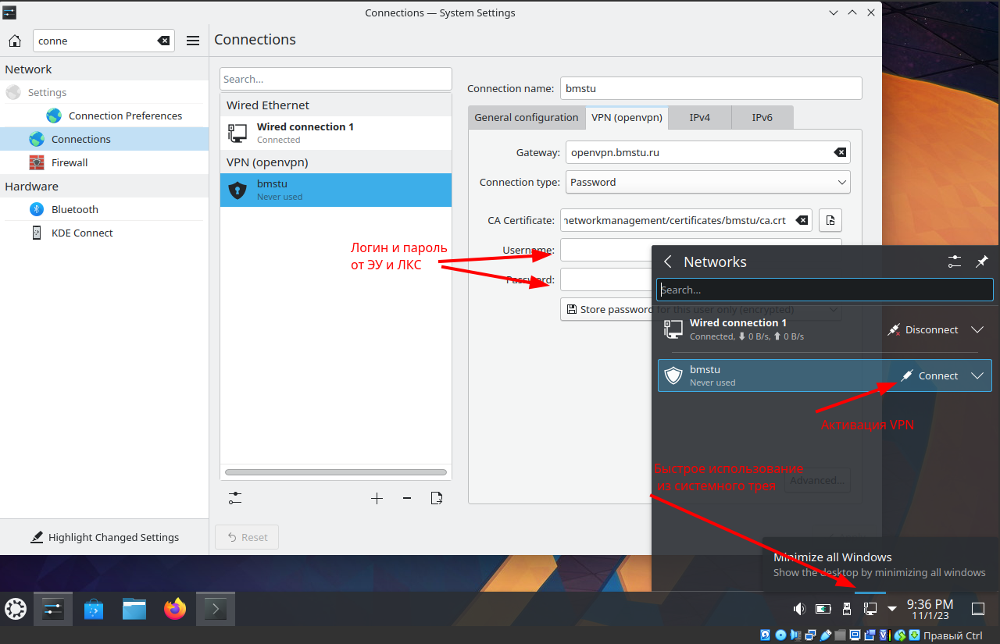 Connections — System Settings
conne
Connections
Network
Settings
Connection Preferences
Connections
Firewall
Hardware
Bluetooth
KDE Connect
Highlight Changed Settings
Search...
Wired Ethernet
Wired connection 1
Connected
VPN (openvpn)
bmstu
Never used
Reset
Connection name: bmstu
General configuration VPN (openvpn) IPv4 IPv6
Gateway: openvpn.bmstu.ru
Connection type: Password
CA Certificate: networkmanagement/certificates/bmstu/ca.crt
Username:
Password:
Store password for this user only (encrypted)
Advanced...
Логин и пароль
от ЭУ и ЛКС
Networks
Search...
Wired connection 1
Connected, ⬇ 0 B/s, ⬆ 0 B/s
Disconnect
bmstu
Never used
Connect
Активация VPN
Быстрое использование
из системного трея
Minimize all Windows
Show the desktop by minimizing all windows
9:36 PM
11/1/23
Правый Ctrl